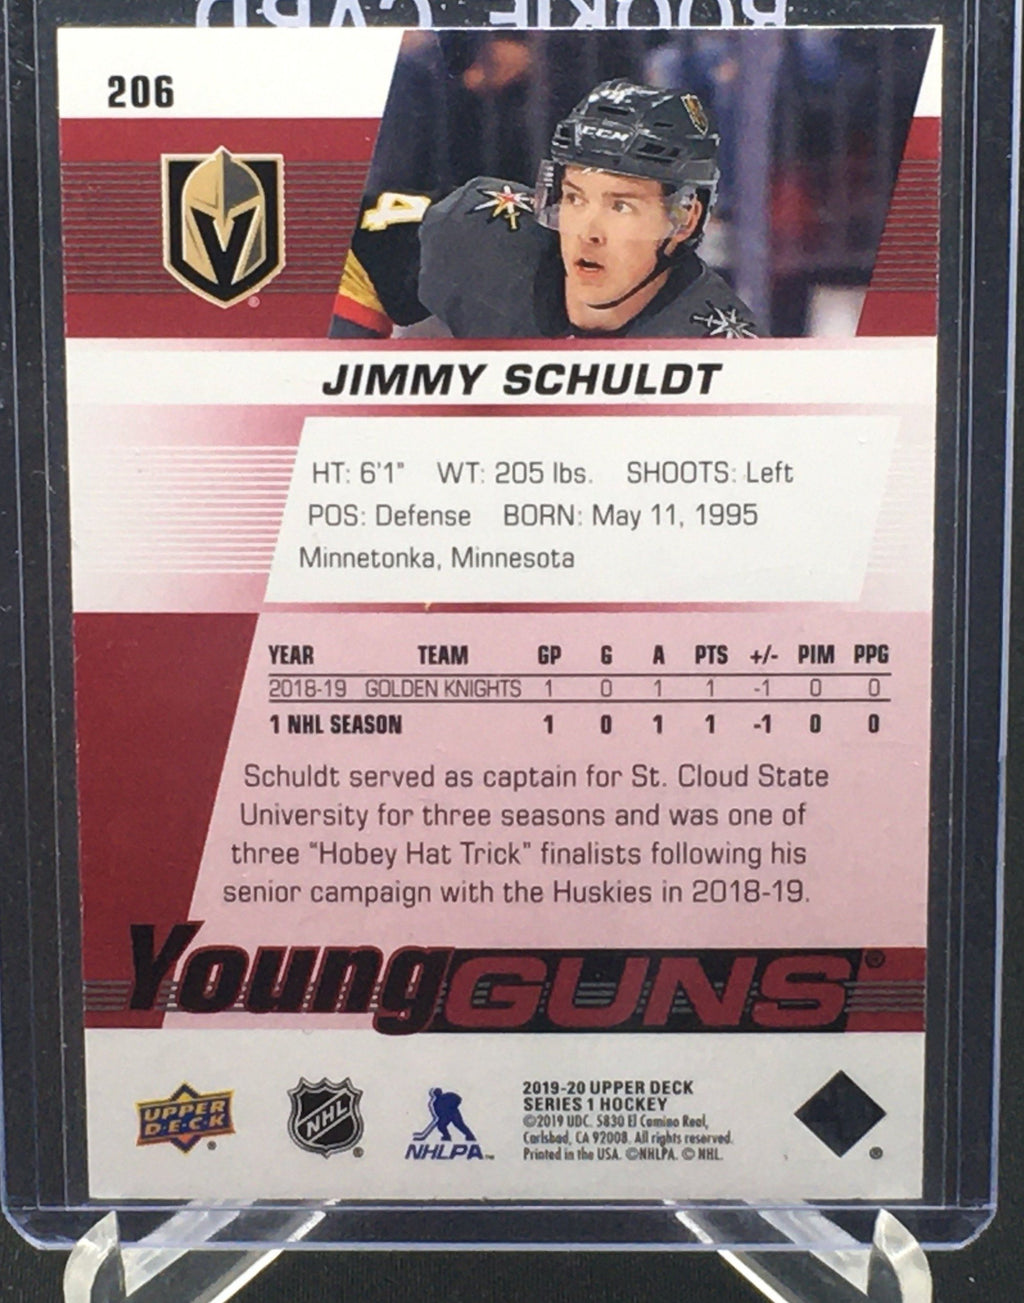 ROOKIE CARD
206
4
CCM
JIMMY SCHULDT
HT: 6'1" WT: 205 lbs. SHOOTS: Left
POS: Defense BORN: May 11, 1995
Minnetonka, Minnesota
YEAR TEAM GP G A PTS +/- PIM PPG
2018-19 GOLDEN KNIGHTS 1 0 1 1 -1 0 0
1 NHL SEASON 1 0 1 1 -1 0 0
Schuldt served as captain for St. Cloud State
University for three seasons and was one of
three "Hobey Hat Trick" finalists following his
senior campaign with the Huskies in 2018-19.
Young GUNS®
UPPER
D·E·C·K
®
NHL
®
NHLPA™
2019-20 UPPER DECK
SERIES 1 HOCKEY
©2019 UDC. 5830 El Camino Real,
Carlsbad, CA 92008. All rights reserved.
Printed in the USA. ©NHLPA. © NHL.
®